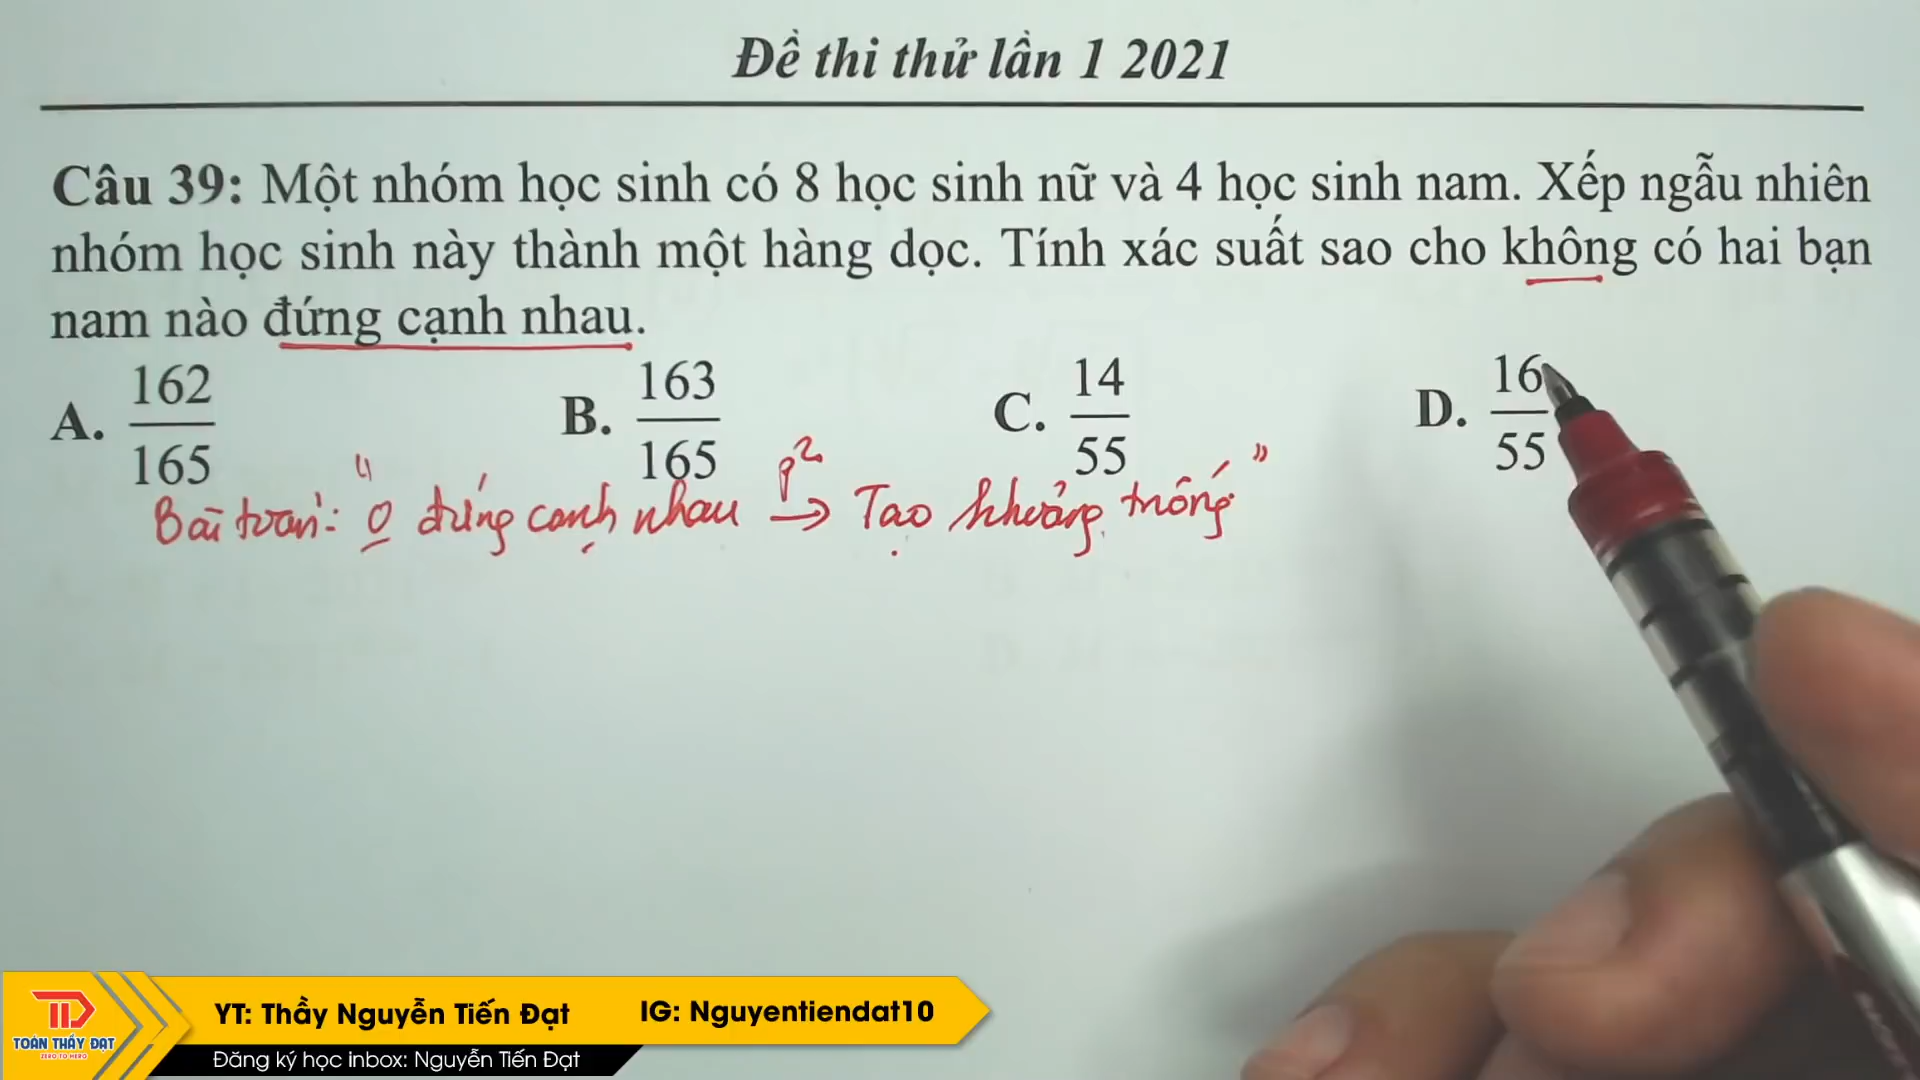 Đề thi thử lần 1 2021
Câu 39: Một nhóm học sinh có 8 học sinh nữ và 4 học sinh nam. Xếp ngẫu nhiên
nhóm học sinh này thành một hàng dọc. Tính xác suất sao cho không có hai bạn
nam nào đứng cạnh nhau.
A. 162/165 B. 163/165 C. 14/55 D. 16/55
Bài toán: "o đứng cạnh nhau p² → Tạo khoảng trống"
YT: Thầy Nguyễn Tiến Đạt IG: Nguyentiendat10
TOÁN THẦY ĐẠT
ZERO TO HERO
Đăng ký học inbox: Nguyễn Tiến Đạt